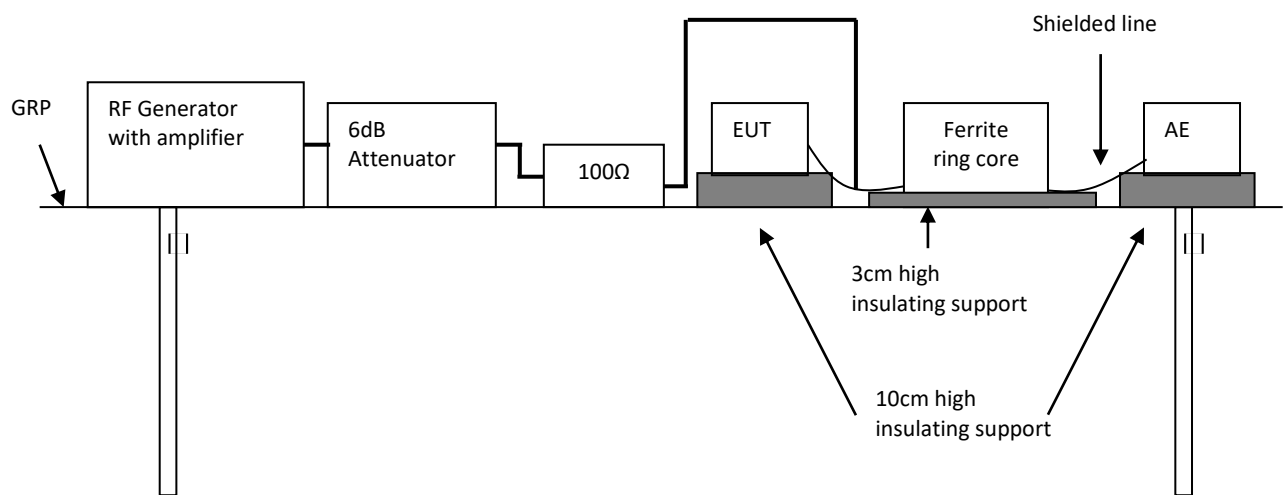 Shielded line
GRP
RF Generator
with amplifier
6dB
Attenuator
100Ω
EUT
Ferrite
ring core
AE
3cm high
insulating support
10cm high
insulating support